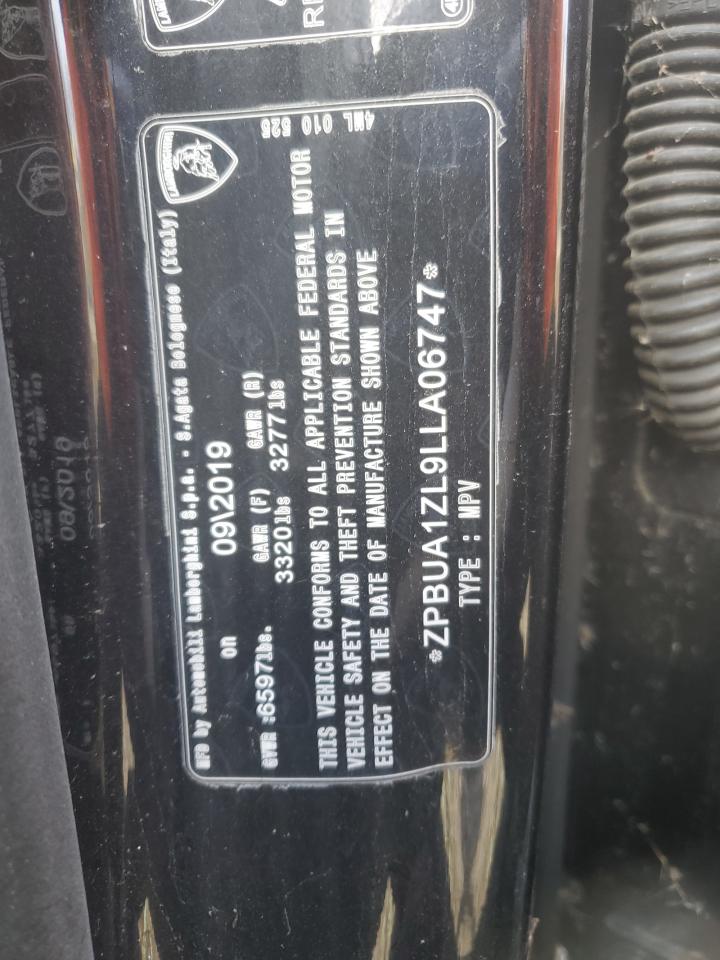 LAMBORGHINI
MFD by Automobili Lamborghini S.p.a. - S.Agata Bolognese (Italy)
on 09\2019
GAWR (F) GAWR (R)
GVWR :6597lbs. 3320lbs 3277lbs
THIS VEHICLE CONFORMS TO ALL APPLICABLE FEDERAL MOTOR
VEHICLE SAFETY AND THEFT PREVENTION STANDARDS IN
EFFECT ON THE DATE OF MANUFACTURE SHOWN ABOVE
*ZPBUA1ZL9LLA06747*
TYPE : MPV
4ML 010 525